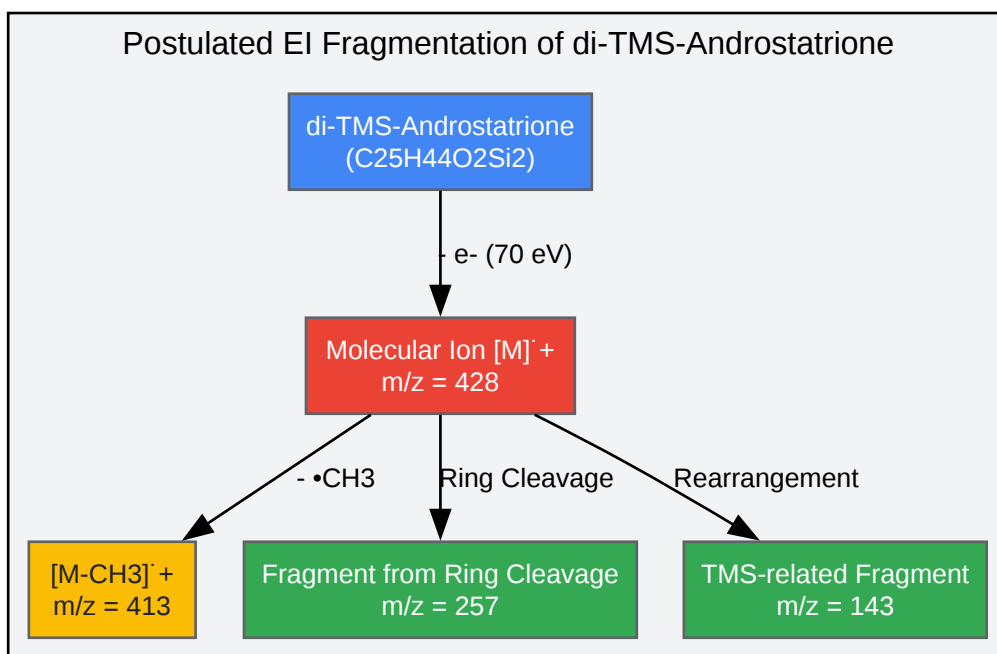 Postulated EI Fragmentation of di-TMS-Androstatrione
di-TMS-Androstatrione
(C25H44O2Si2)
- e- (70 eV)
Molecular Ion [M]˙+
m/z = 428
- •CH3
Ring Cleavage
Rearrangement
[M-CH3]˙+
m/z = 413
Fragment from Ring Cleavage
m/z = 257
TMS-related Fragment
m/z = 143